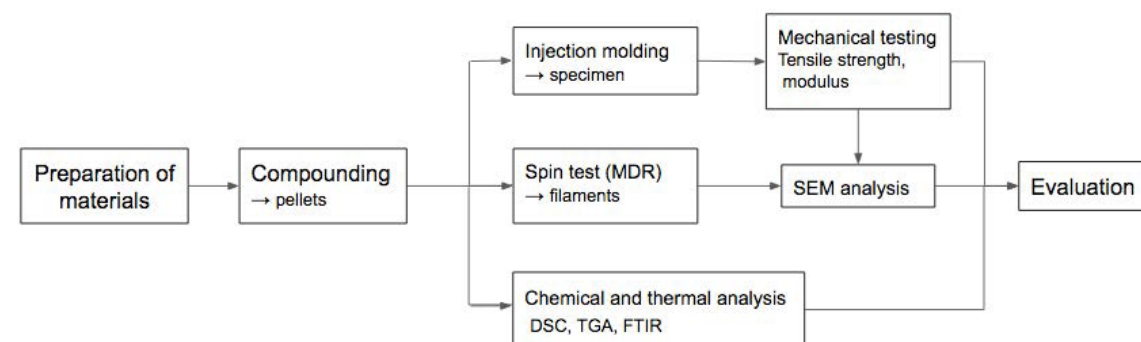 Preparation of
materials
Compounding
→ pellets
Injection molding
→ specimen
Mechanical testing
Tensile strength,
modulus
Spin test (MDR)
→ filaments
SEM analysis
Chemical and thermal analysis
DSC, TGA, FTIR
Evaluation